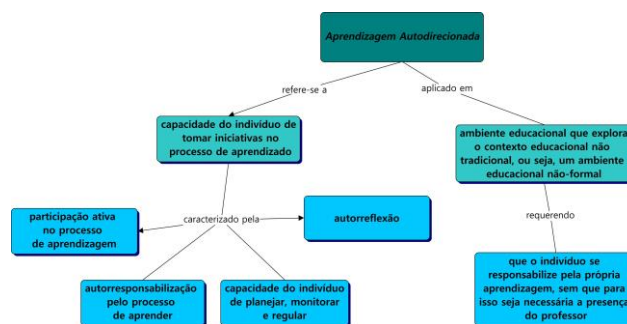 Aprendizagem Autodirecionada
refere-se a
aplicado em
capacidade do indivíduo de
tomar iniciativas no
processo de aprendizado
ambiente educacional que explora
o contexto educacional não
tradicional, ou seja, um ambiente
educacional não-formal
participação ativa
no processo
de aprendizagem
caracterizado pela
autorreflexão
requerendo
autorresponsabilização
pelo processo
de aprender
capacidade do indivíduo
de planejar, monitorar
e regular
que o indivíduo se
responsabilize pela própria
aprendizagem, sem que para
isso seja necessária a presença
do professor